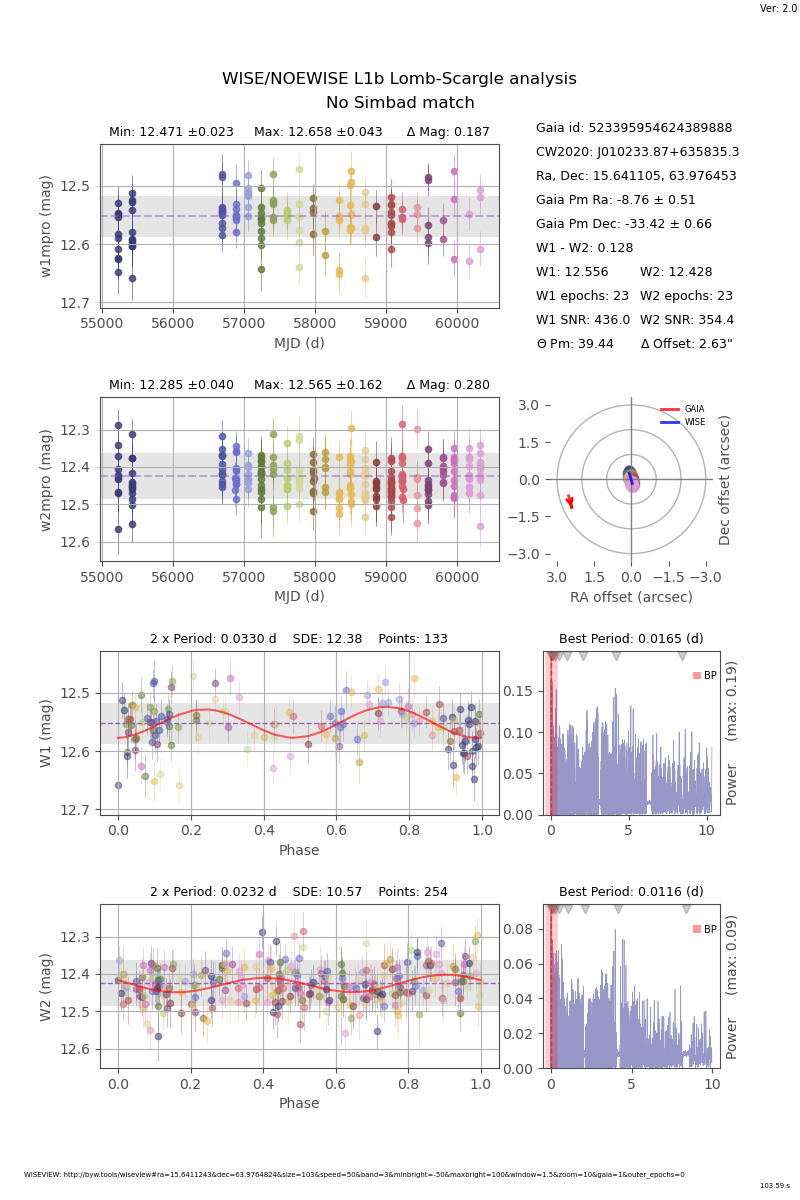 Ver: 2.0
WISE/NOEWISE L1b Lomb-Scargle analysis
No Simbad match
Min: 12.471 ±0.023 Max: 12.658 ±0.043 Δ Mag: 0.187
w1mpro (mag)
12.5
12.6
12.7
55000 56000 57000 58000 59000 60000
MJD (d)
Gaia id: 523395954624389888
CW2020: J010233.87+635835.3
Ra, Dec: 15.641105, 63.976453
Gaia Pm Ra: -8.76 ± 0.51
Gaia Pm Dec: -33.42 ± 0.66
W1 - W2: 0.128
W1: 12.556 W2: 12.428
W1 epochs: 23 W2 epochs: 23
W1 SNR: 436.0 W2 SNR: 354.4
Θ Pm: 39.44 Δ Offset: 2.63"
Min: 12.285 ±0.040 Max: 12.565 ±0.162 Δ Mag: 0.280
w2mpro (mag)
12.3
12.4
12.5
12.6
55000 56000 57000 58000 59000 60000
MJD (d)
GAIA
WISE
3.0
1.5
0.0
−1.5
−3.0
Dec offset (arcsec)
3.0 1.5 0.0 −1.5 −3.0
RA offset (arcsec)
2 x Period: 0.0330 d SDE: 12.38 Points: 133
W1 (mag)
12.5
12.6
12.7
0.0 0.2 0.4 0.6 0.8 1.0
Phase
Best Period: 0.0165 (d)
BP
0.15
0.10
0.05
0.00
0 5 10
Power (max: 0.19)
2 x Period: 0.0232 d SDE: 10.57 Points: 254
W2 (mag)
12.3
12.4
12.5
12.6
0.0 0.2 0.4 0.6 0.8 1.0
Phase
Best Period: 0.0116 (d)
BP
0.08
0.06
0.04
0.02
0.00
0 5 10
Power (max: 0.09)
WISEVIEW: http://byw.tools/wiseview#ra=15.6411243&dec=63.9764824&size=103&speed=50&band=3&minbright=-50&maxbright=100&window=1.5&zoom=10&gaia=1&outer_epochs=0
103.59 s